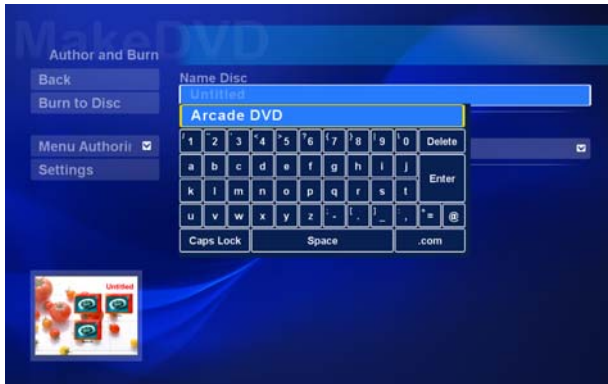 MakeDVD
Author and Burn
Back
Name Disc
Untitled
Burn to Disc
Arcade DVD
1 2 3 4 5 6 7 8 9 0 Delete
Menu Authorin
a b c d e f g h i j
Enter
Settings
k l m n o p q r s t
u v w x y z - . _ , = @
Caps Lock Space .com
Untitled